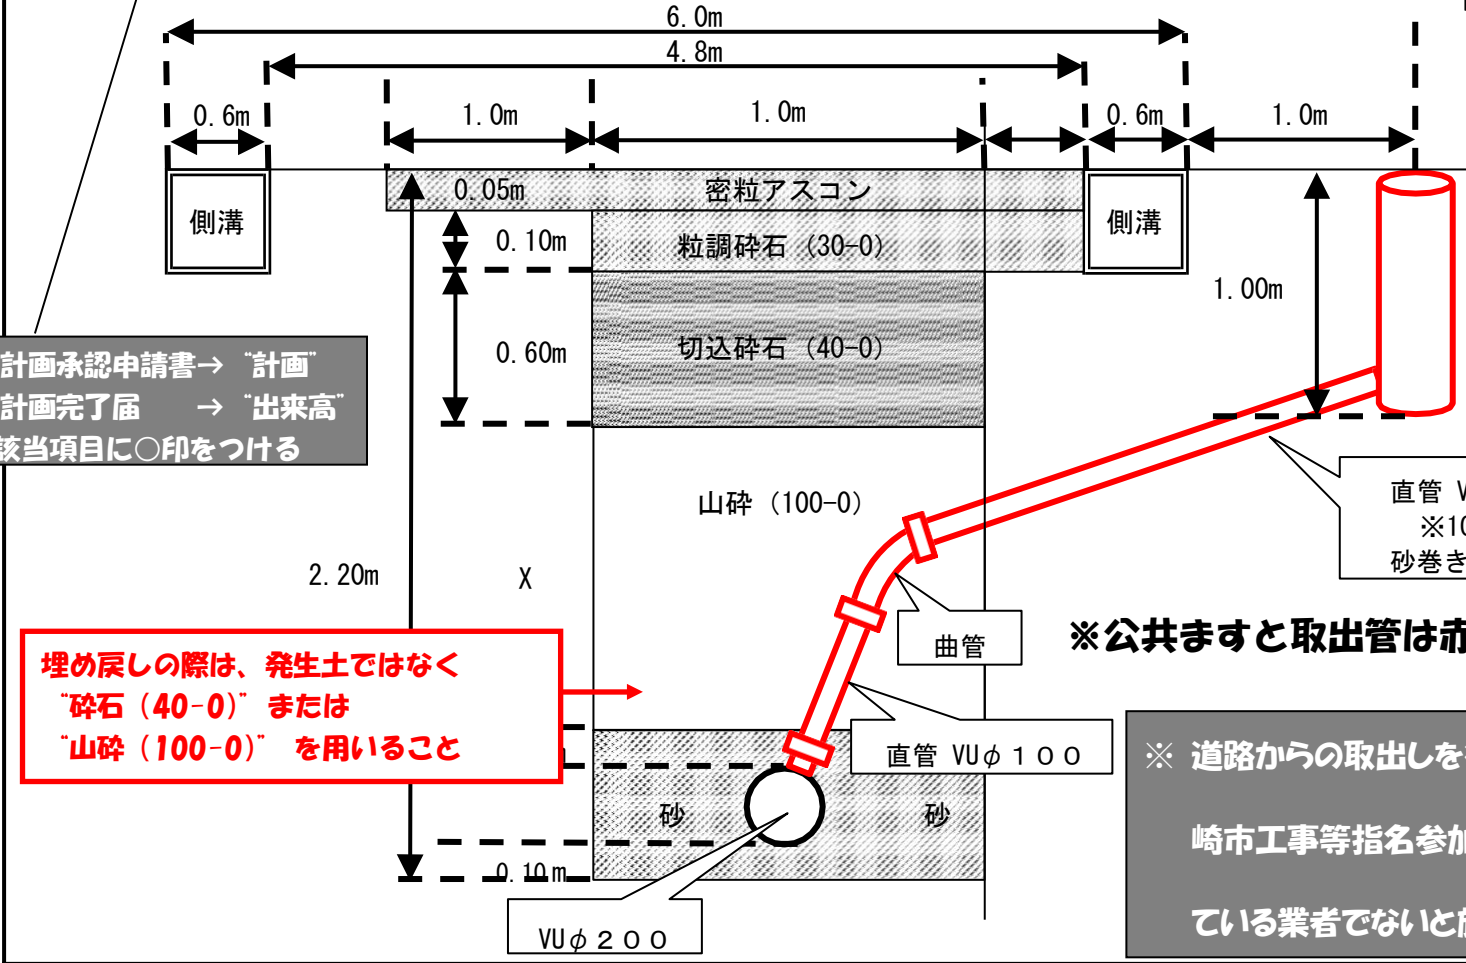 6.0m
4.8m
0.6m
1.0m
1.0m
0.6m
1.0m
側溝
0.05m
密粒アスコン
側溝
0.10m
粒調砕石 (30-0)
1.00m
0.60m
切込砕石 (40-0)
計画承認申請書→ “計画”
計画完了届 → “出来高”
該当項目に○印をつける
山砕 (100-0)
直管
※10
砂巻き
2.20m
X
曲管
※公共ますと取出管は赤
埋め戻しの際は、発生土ではなく
“砕石 (40-0)” または
“山砕 (100-0)” を用いること
直管 VUφ100
※ 道路からの取出しを
崎市工事等指名参加
ている業者でないと
砂
砂
0.10m
VUφ200